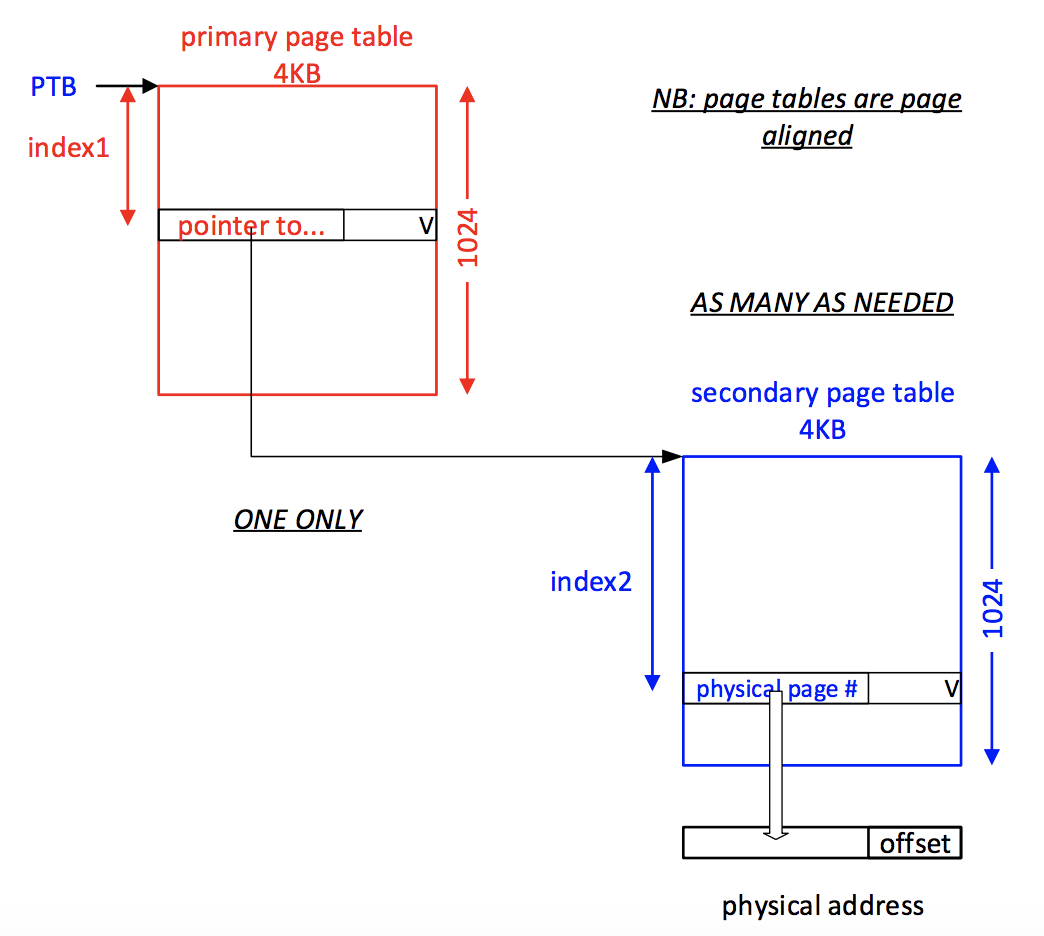 primary page table
4KB
PTB
index1
pointer to...
V
1024
NB: page tables are page
aligned
AS MANY AS NEEDED
secondary page table
4KB
ONE ONLY
index2
1024
physical page #
V
offset
physical address